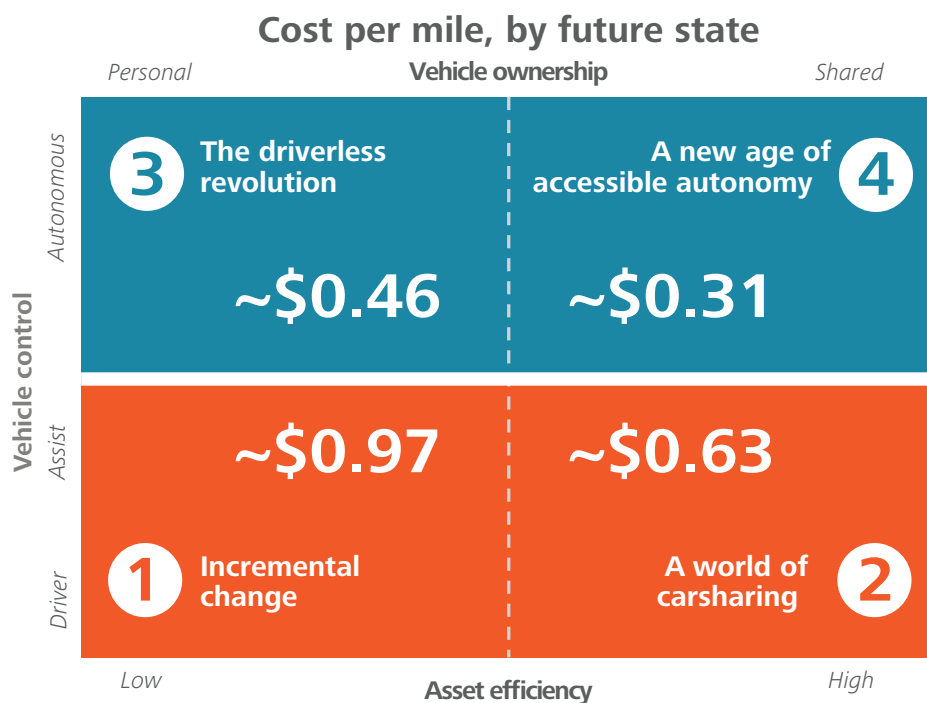 Cost per mile, by future state
Personal
Vehicle ownership
Shared
Autonomous
3
The driverless
revolution
A new age of
accessible autonomy
4
~$0.46
~$0.31
Vehicle control
Assist
~$0.97
~$0.63
Driver
1
Incremental
change
A world of
carsharing
2
Low
Asset efficiency
High